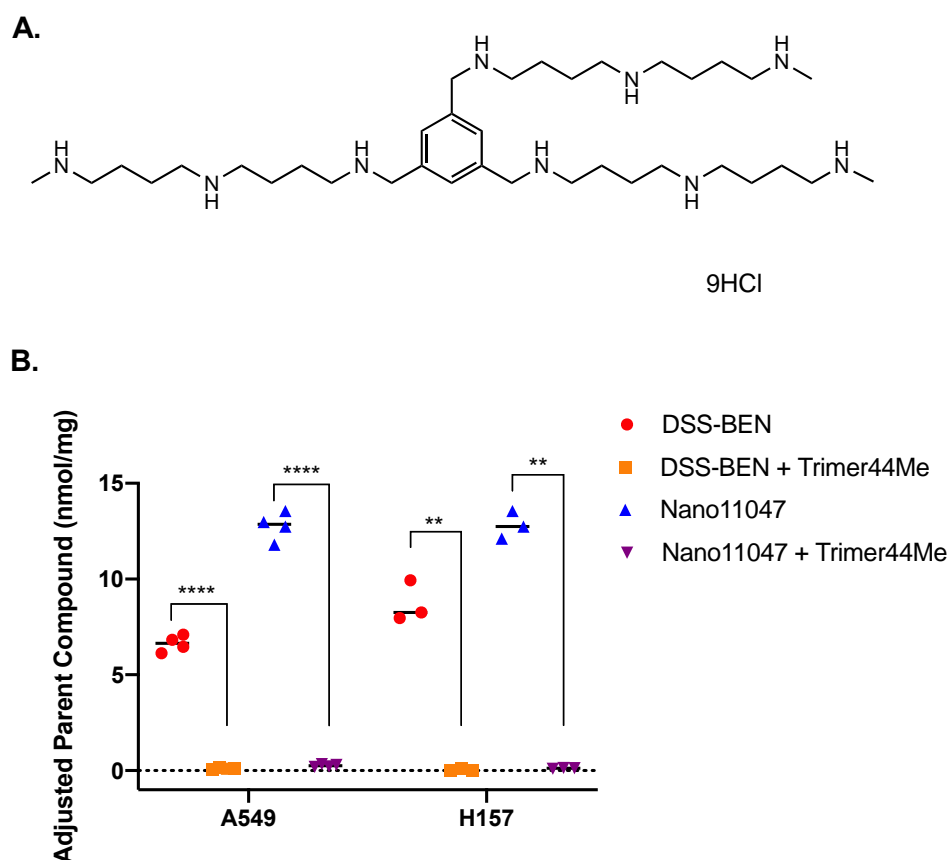 A.
H
N
H
N
N
H
H
N
N
H
H
N
H
N
N
H
H
N
9HCl
B.
Adjusted Parent Compound (nmol/mg)
15
10
5
0
****
****
**
**
A549
H157
DSS-BEN
DSS-BEN + Trimer44Me
Nano11047
Nano11047 + Trimer44Me